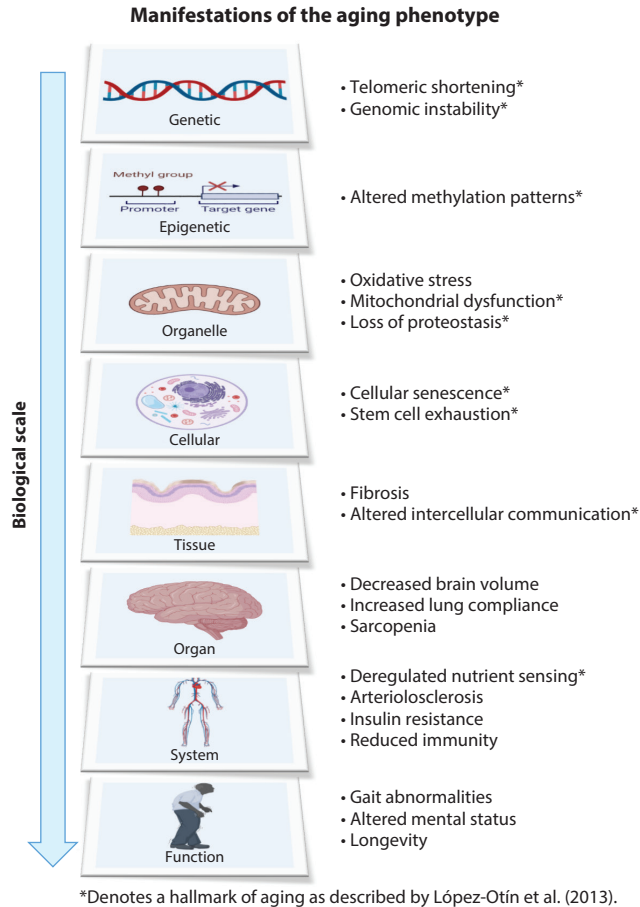 Manifestations of the aging phenotype
Biological scale
Genetic
• Telomeric shortening*
• Genomic instability*
Methyl group
Promoter
Target gene
Epigenetic
• Altered methylation patterns*
Organelle
• Oxidative stress
• Mitochondrial dysfunction*
• Loss of proteostasis*
Cellular
• Cellular senescence*
• Stem cell exhaustion*
Tissue
• Fibrosis
• Altered intercellular communication*
Organ
• Decreased brain volume
• Increased lung compliance
• Sarcopenia
System
• Deregulated nutrient sensing*
• Arteriolosclerosis
• Insulin resistance
• Reduced immunity
Function
• Gait abnormalities
• Altered mental status
• Longevity
*Denotes a hallmark of aging as described by López-Otín et al. (2013).